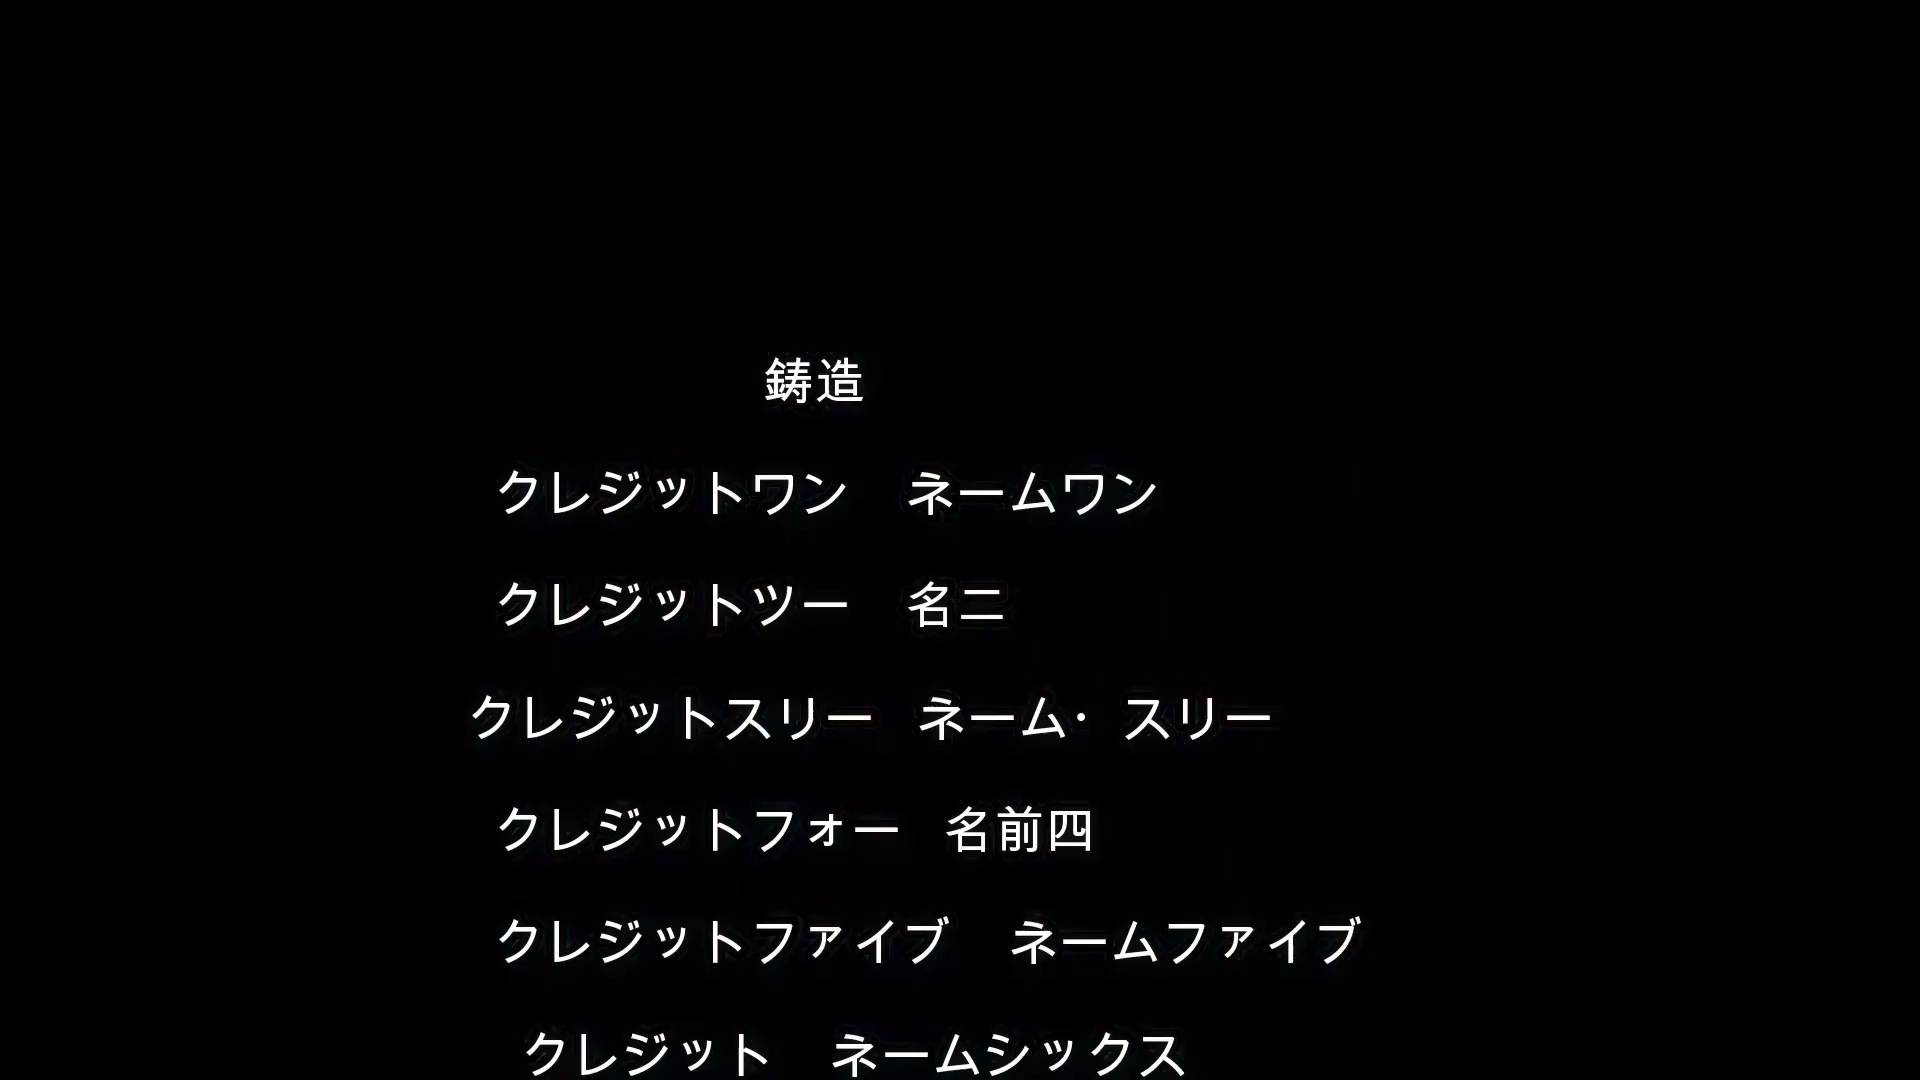 鋳造
クレジットワン　ネームワン
クレジットツー　名二
クレジットスリー　ネーム・スリー
クレジットフォー　名前四
クレジットファイブ　ネームファイブ
クレジット　ネームシックス